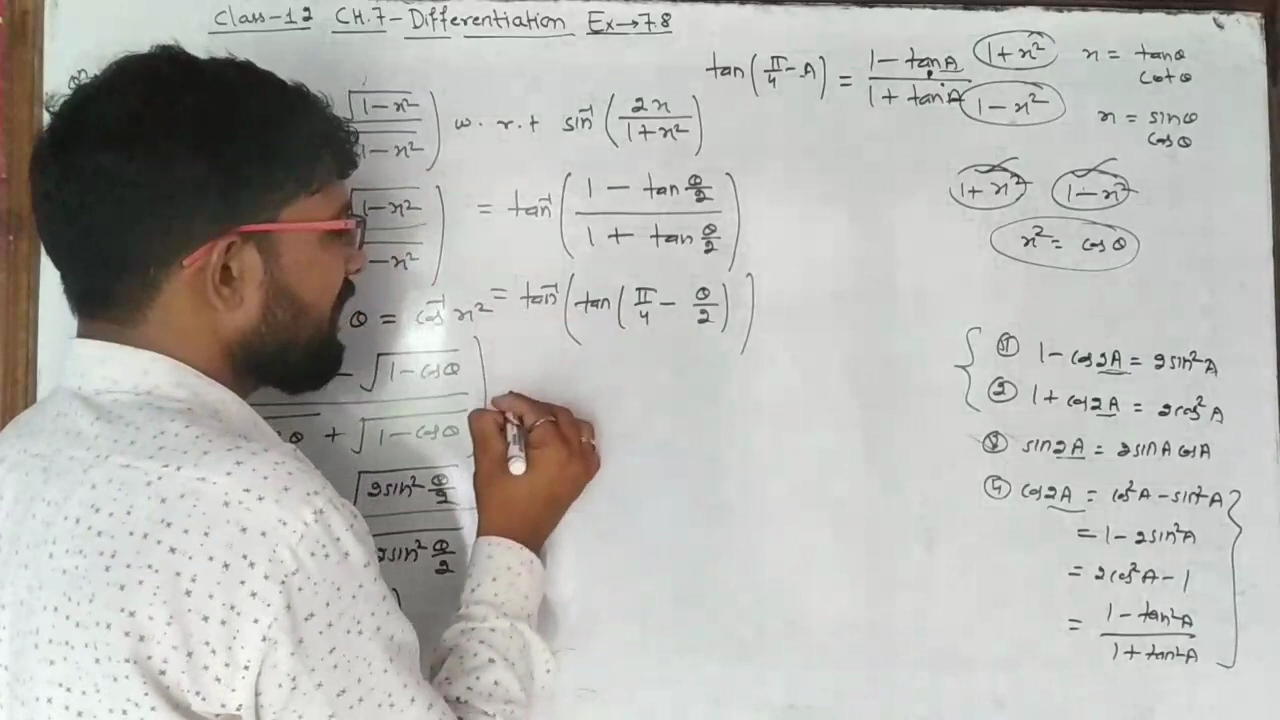 Class-12 CH.7-Differentiation Ex→7.8
√1-x² / 1-x² ) w.r.t sin⁻¹(2x / 1+x²)
√1-x² / -x² ) = tan⁻¹(1 - tan θ/2 / 1 + tan θ/2)
θ = cos⁻¹x² = tan⁻¹(tan(π/4 - θ/2))
- √1-cosθ
θ + √1-cosθ
√2sin² θ/2
2sin² θ/2
tan(π/4 - A) = 1 - tanA / 1 + tanA
1+x² x = tanθ
cotθ
1-x² x = sinθ
cosθ
1+x² 1-x²
x² = cosθ
① 1-cos2A = 2sin²A
② 1+cos2A = 2cos²A
③ sin2A = 2sinAcosA
④ cos2A = cos²A-sin²A
= 1-2sin²A
= 2cos²A-1
= 1-tan²A / 1+tan²A